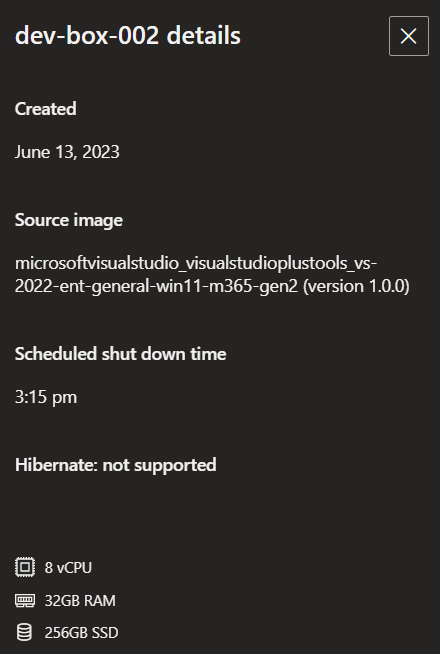 dev-box-002 details
Created
June 13, 2023
Source image
microsoftvisualstudio_visualstudioplustools_vs-
2022-ent-general-win11-m365-gen2 (version 1.0.0)
Scheduled shut down time
3:15 pm
Hibernate: not supported
8 vCPU
32GB RAM
256GB SSD